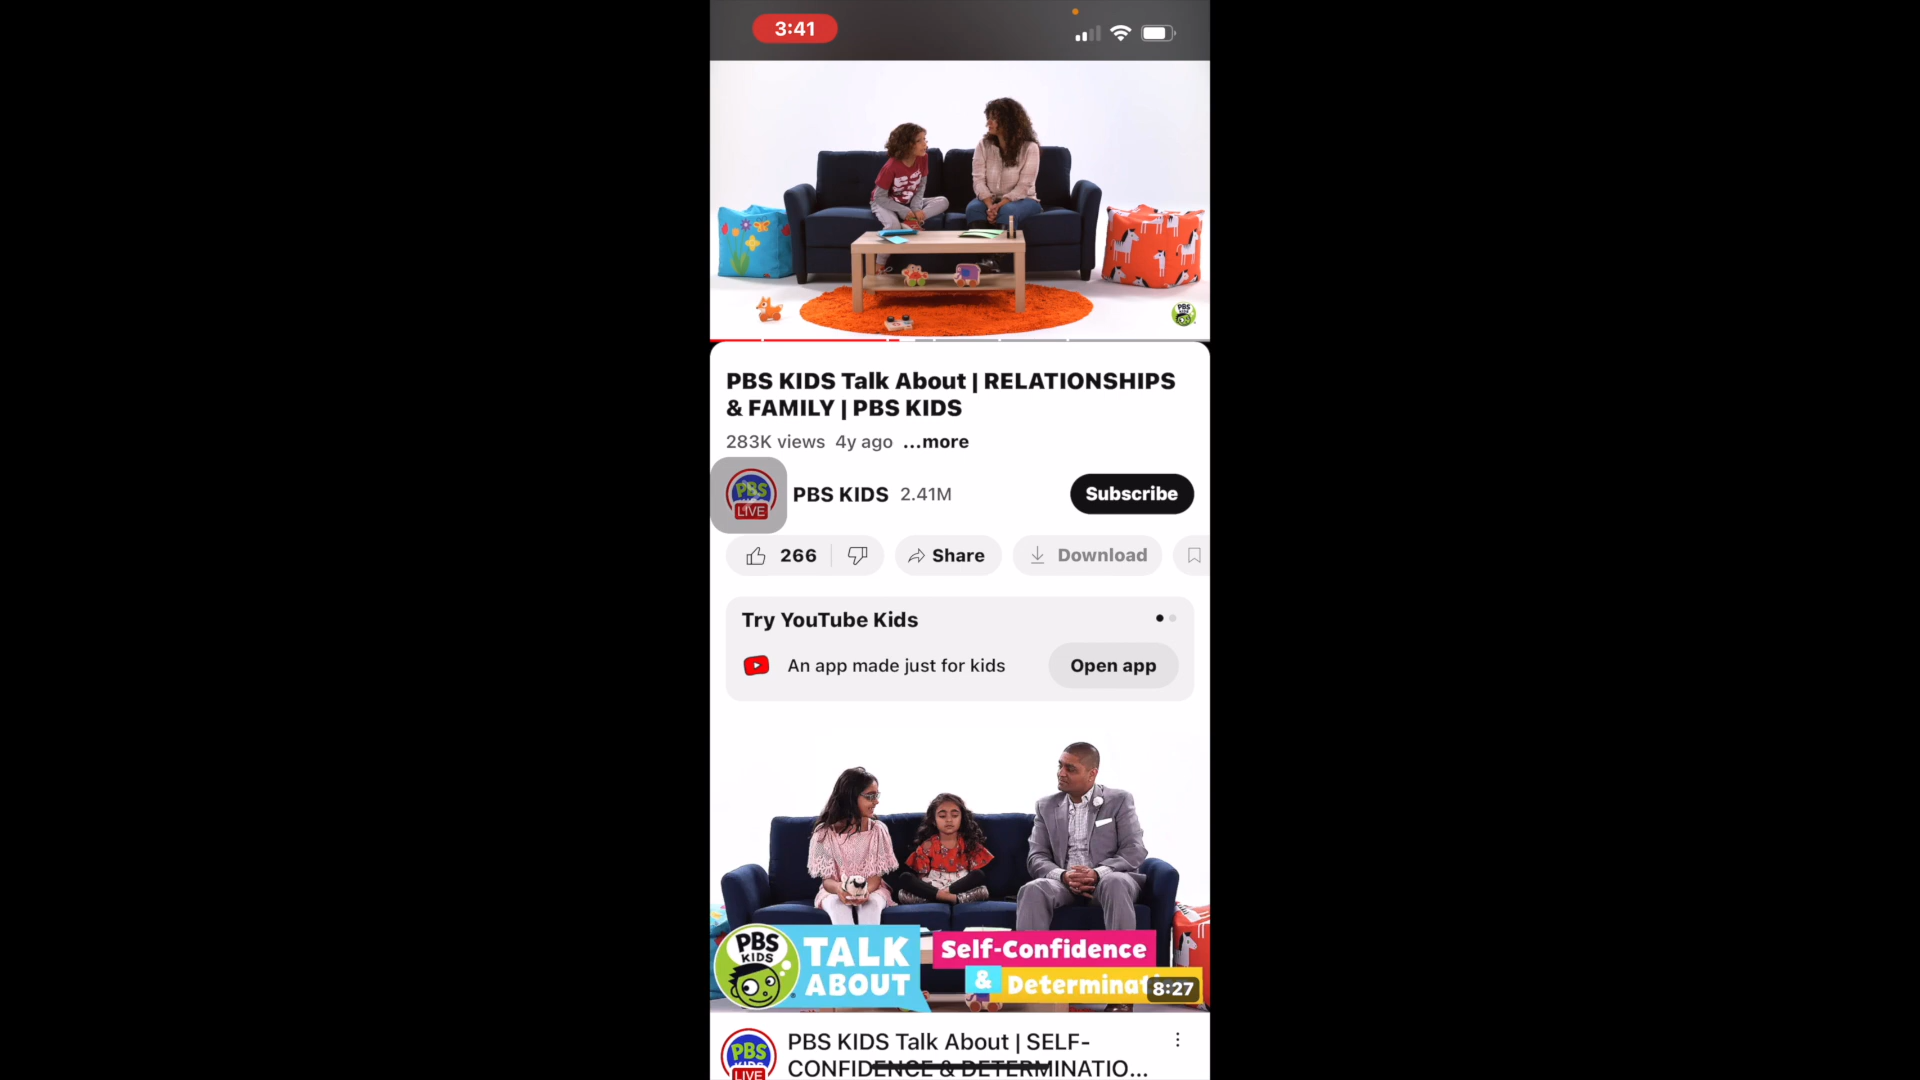 3:41
PBS KIDS Talk About | RELATIONSHIPS
& FAMILY | PBS KIDS
283K views 4y ago ...more
PBS
LIVE
PBS KIDS 2.41M
Subscribe
266
Share
Download
Try YouTube Kids
An app made just for kids
Open app
PBS
KIDS
TALK
ABOUT
Self-Confidence
&
8:27
PBS
LIVE
PBS KIDS Talk About | SELF-
CONFIDENCE & DETERMINATIO...